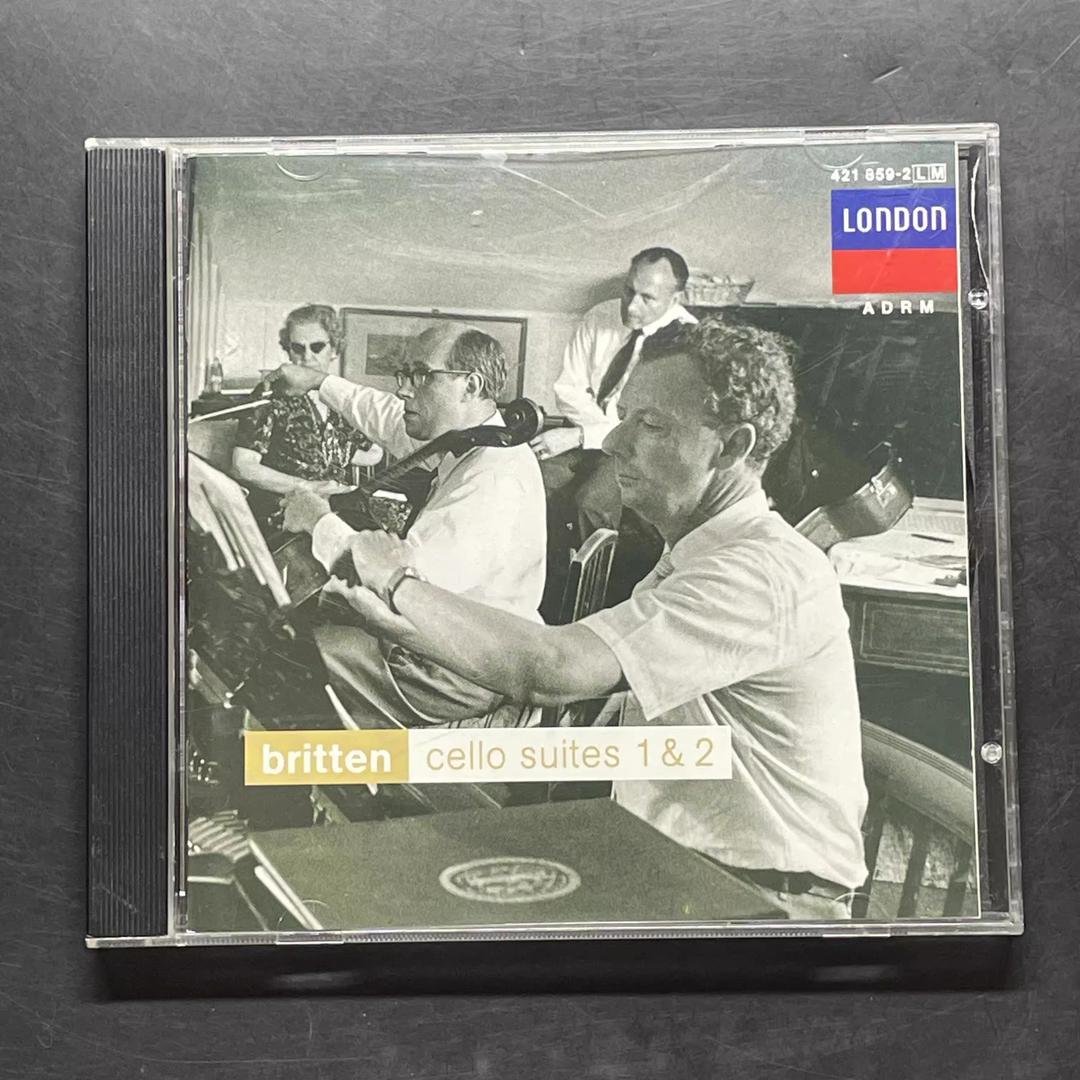 421 859-2 LM
LONDON
ADRM
britten cello suites 1 & 2